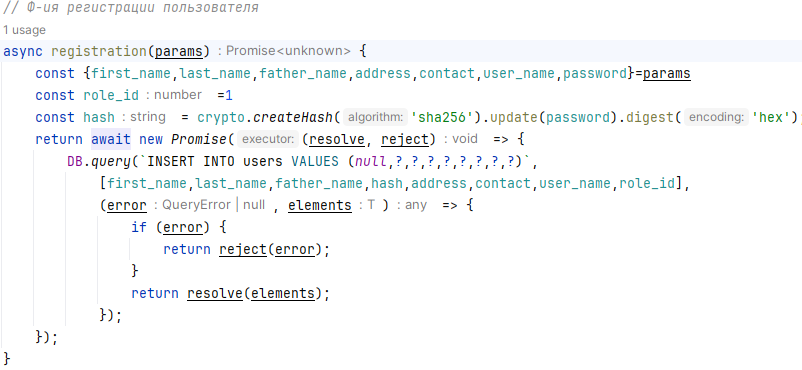 // Ф-ия регистрации пользователя
1 usage
async registration(params) : Promise<unknown> {
const {first_name,last_name,father_name,address,contact,user_name,password}=params
const role_id : number =1
const hash : string = crypto.createHash( algorithm: 'sha256').update(password).digest( encoding: 'hex')
return await new Promise( executor: (resolve, reject) : void => {
DB.query(`INSERT INTO users VALUES (null,?,?,?,?,?,?,?,?)`,
[first_name,last_name,father_name,hash,address,contact,user_name,role_id],
(error : QueryError | null , elements : T ) : any => {
if (error) {
return reject(error);
}
return resolve(elements);
});
});
}